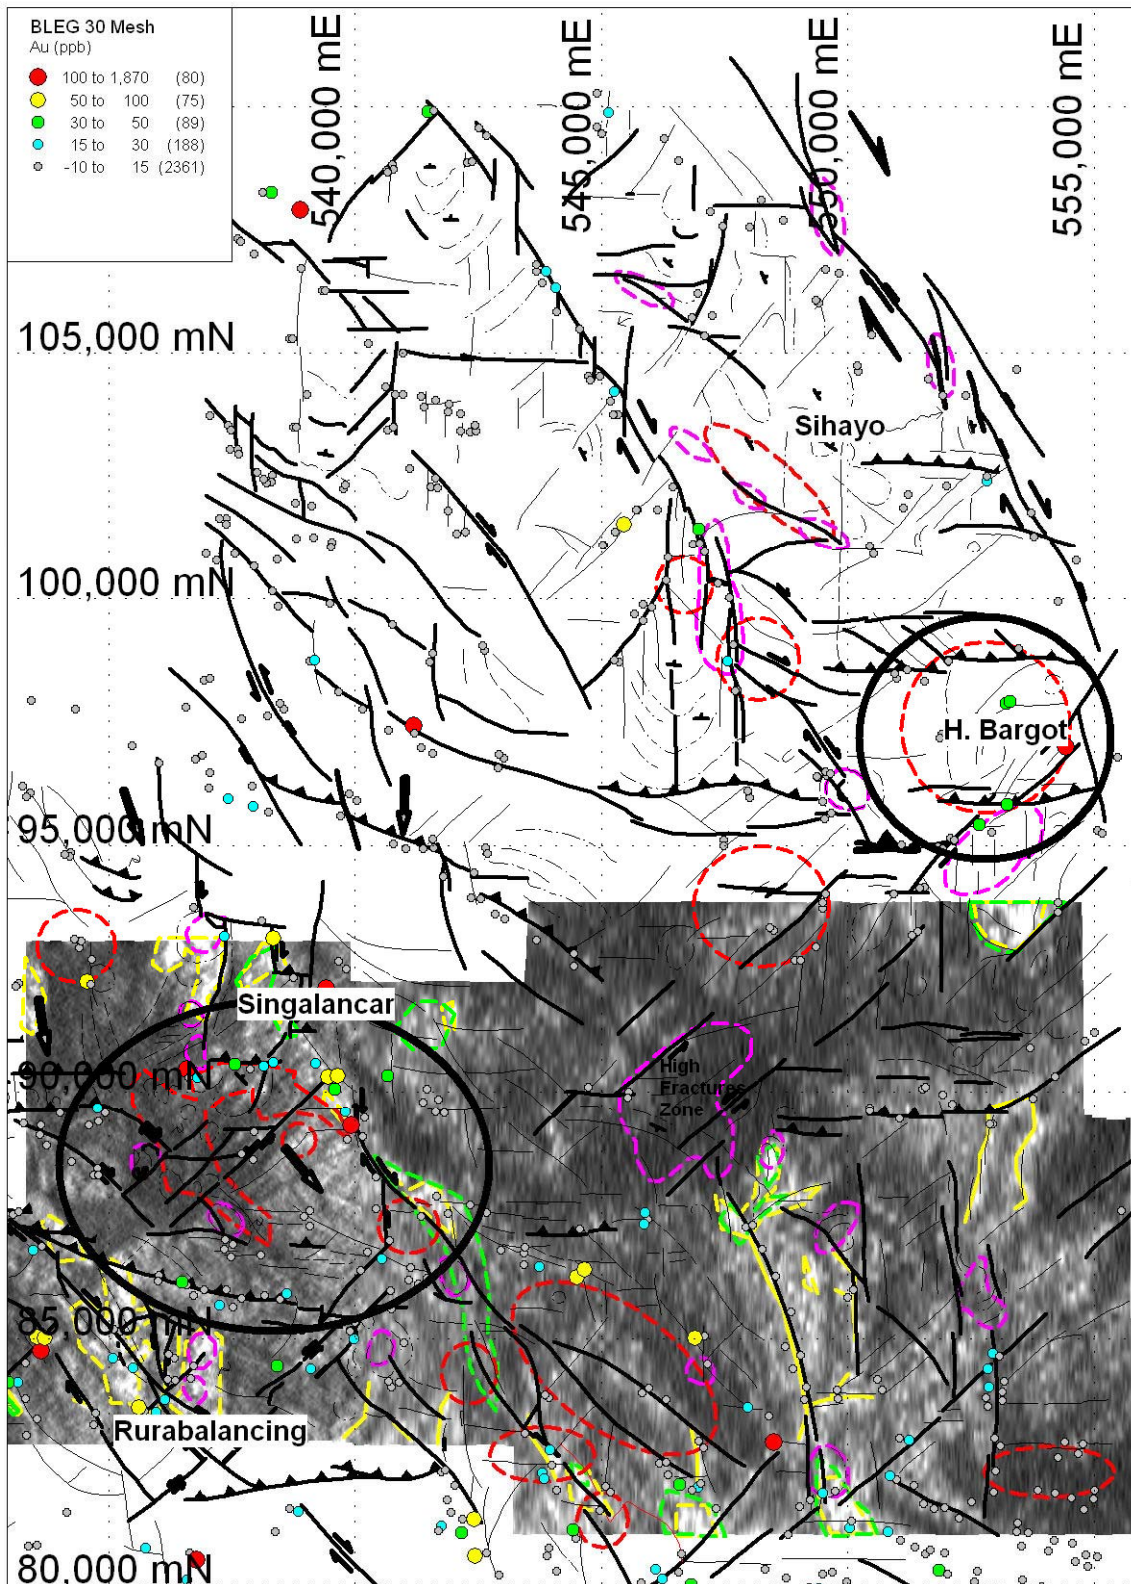 BLEG 30 Mesh
Au (ppb)
100 to 1,870 (80)
50 to 100 (75)
30 to 50 (89)
15 to 30 (188)
-10 to 15 (2361)
540,000 mE
545,000 mE
550,000 mE
555,000 mE
105,000 mN
Sihayo
100,000 mN
H. Bargot
95,000 mN
Singalancar
90,000 mN
High
Fractures
Zone
85,000 mN
Rurabalancing
80,000 mN